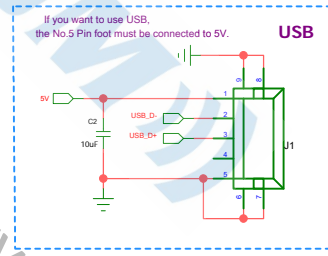 If you want to use USB,
the No.5 Pin foot must be connected to 5V.
USB
9
8
5V
1
USB_D-
2
C2
USB_D+
3
10uF
J1
4
5
6
7